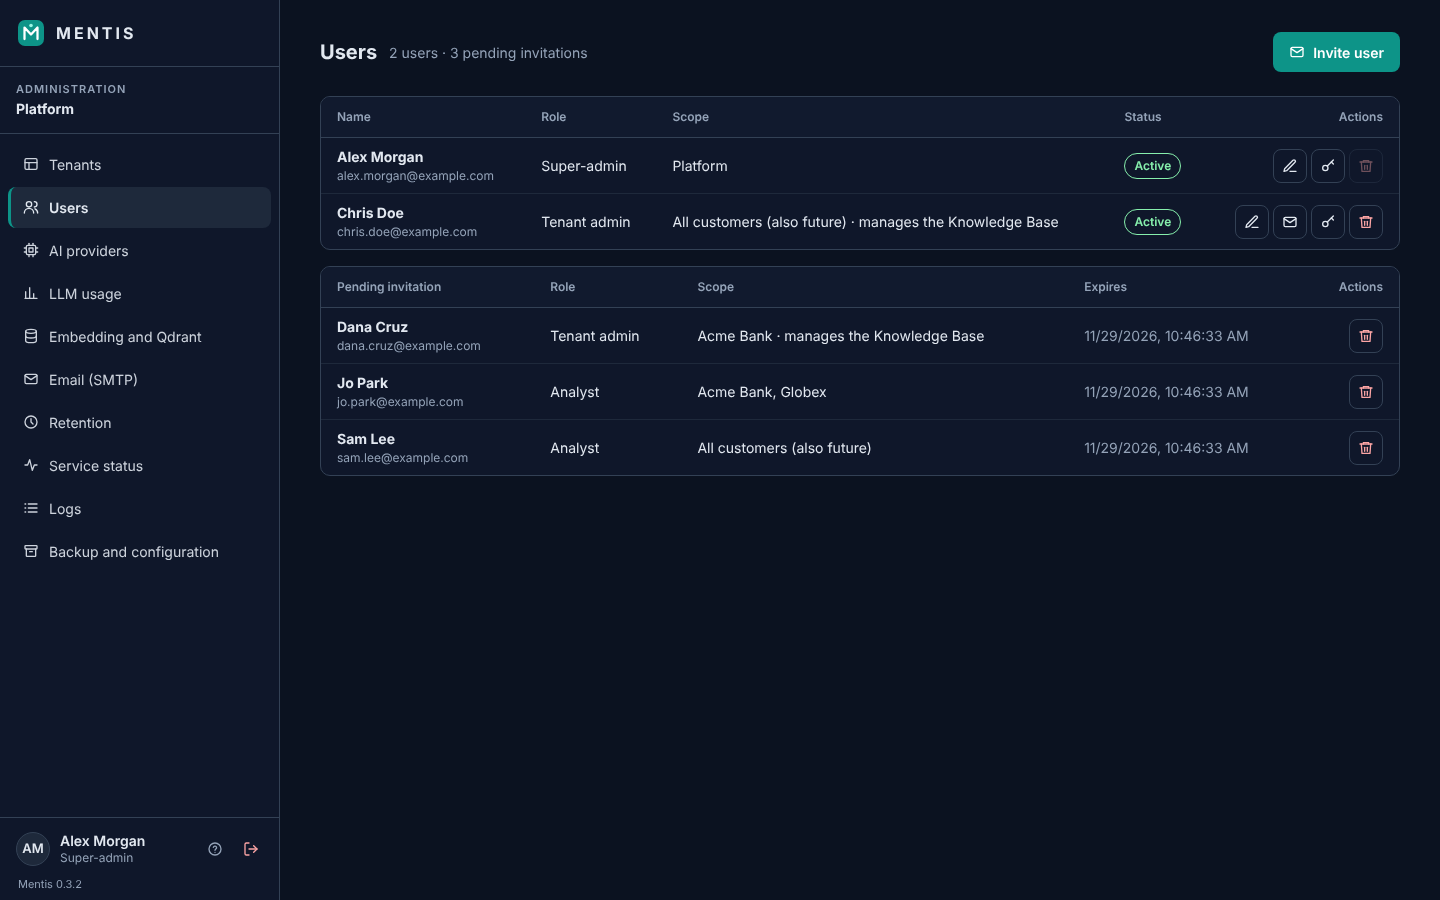 MENTIS
ADMINISTRATION
Platform
Tenants
Users
AI providers
LLM usage
Embedding and Qdrant
Email (SMTP)
Retention
Service status
Logs
Backup and configuration
AM
Alex Morgan
Super-admin
Mentis 0.3.2
Users 2 users · 3 pending invitations
Invite user
Name Role Scope Status Actions
Alex Morgan
alex.morgan@example.com
Super-admin Platform Active
Chris Doe
chris.doe@example.com
Tenant admin All customers (also future) · manages the Knowledge Base Active
Pending invitation Role Scope Expires Actions
Dana Cruz
dana.cruz@example.com
Tenant admin Acme Bank · manages the Knowledge Base 11/29/2026, 10:46:33 AM
Jo Park
jo.park@example.com
Analyst Acme Bank, Globex 11/29/2026, 10:46:33 AM
Sam Lee
sam.lee@example.com
Analyst All customers (also future) 11/29/2026, 10:46:33 AM